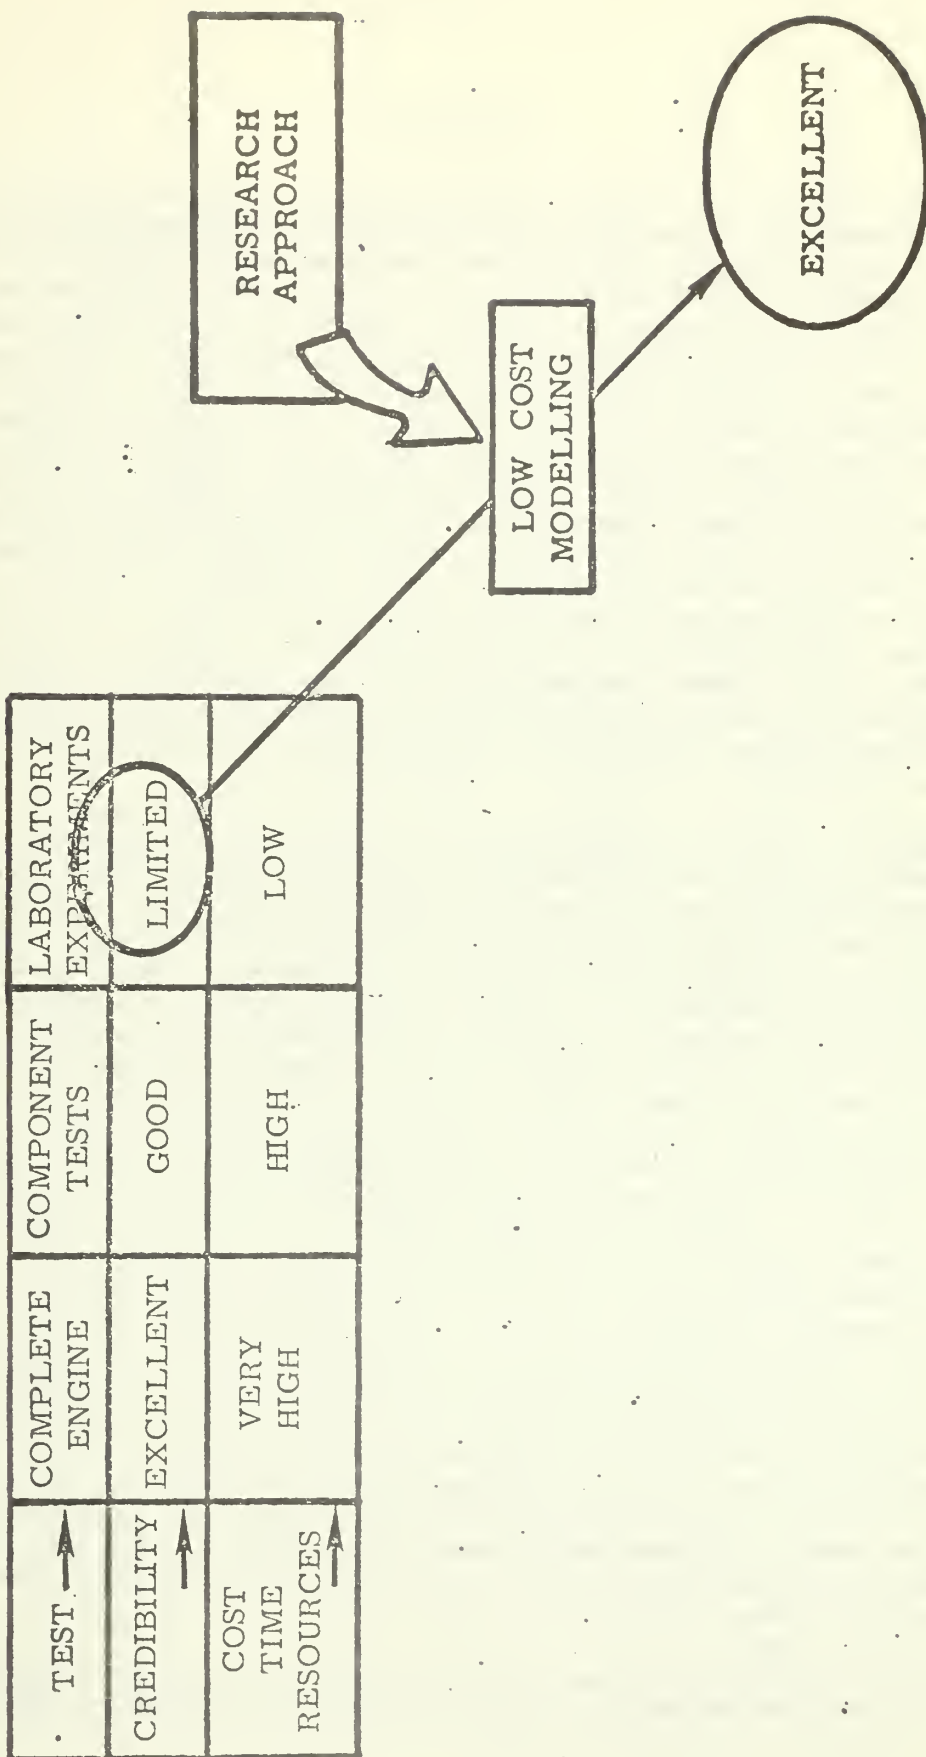 TEST
COMPLETE
ENGINE
COMPONENT
TESTS
LABORATORY
EXPERIMENTS
CREDIBILITY
EXCELLENT
GOOD
LIMITED
COST
TIME
RESOURCES
VERY
HIGH
HIGH
LOW
RESEARCH
APPROACH
LOW COST
MODELLING
EXCELLENT